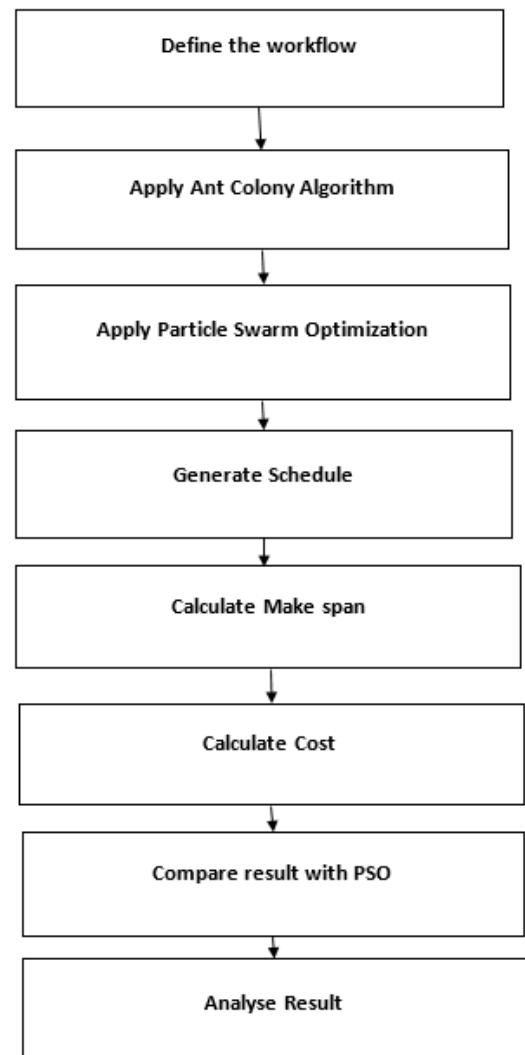 Define the workflow
Apply Ant Colony Algorithm
Apply Particle Swarm Optimization
Generate Schedule
Calculate Make span
Calculate Cost
Compare result with PSO
Analyse Result